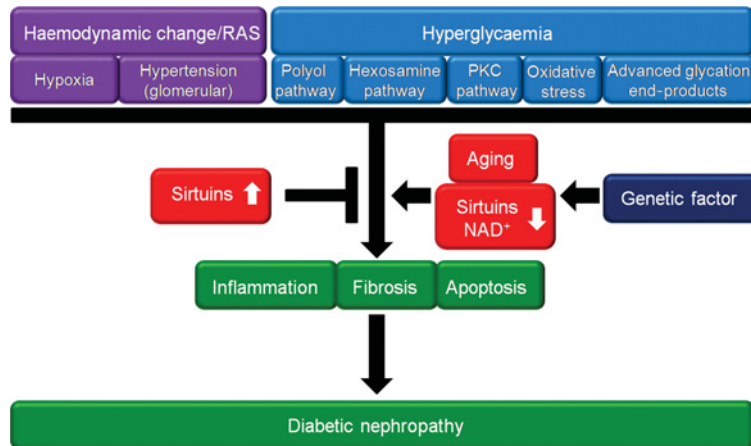 Haemodynamic change/RAS
Hyperglycaemia
Hypoxia
Hypertension
(glomerular)
Polyol
pathway
Hexosamine
pathway
PKC
pathway
Oxidative
stress
Advanced glycation
end-products
Sirtuins
Aging
Sirtuins
NAD⁺
Genetic factor
Inflammation
Fibrosis
Apoptosis
Diabetic nephropathy